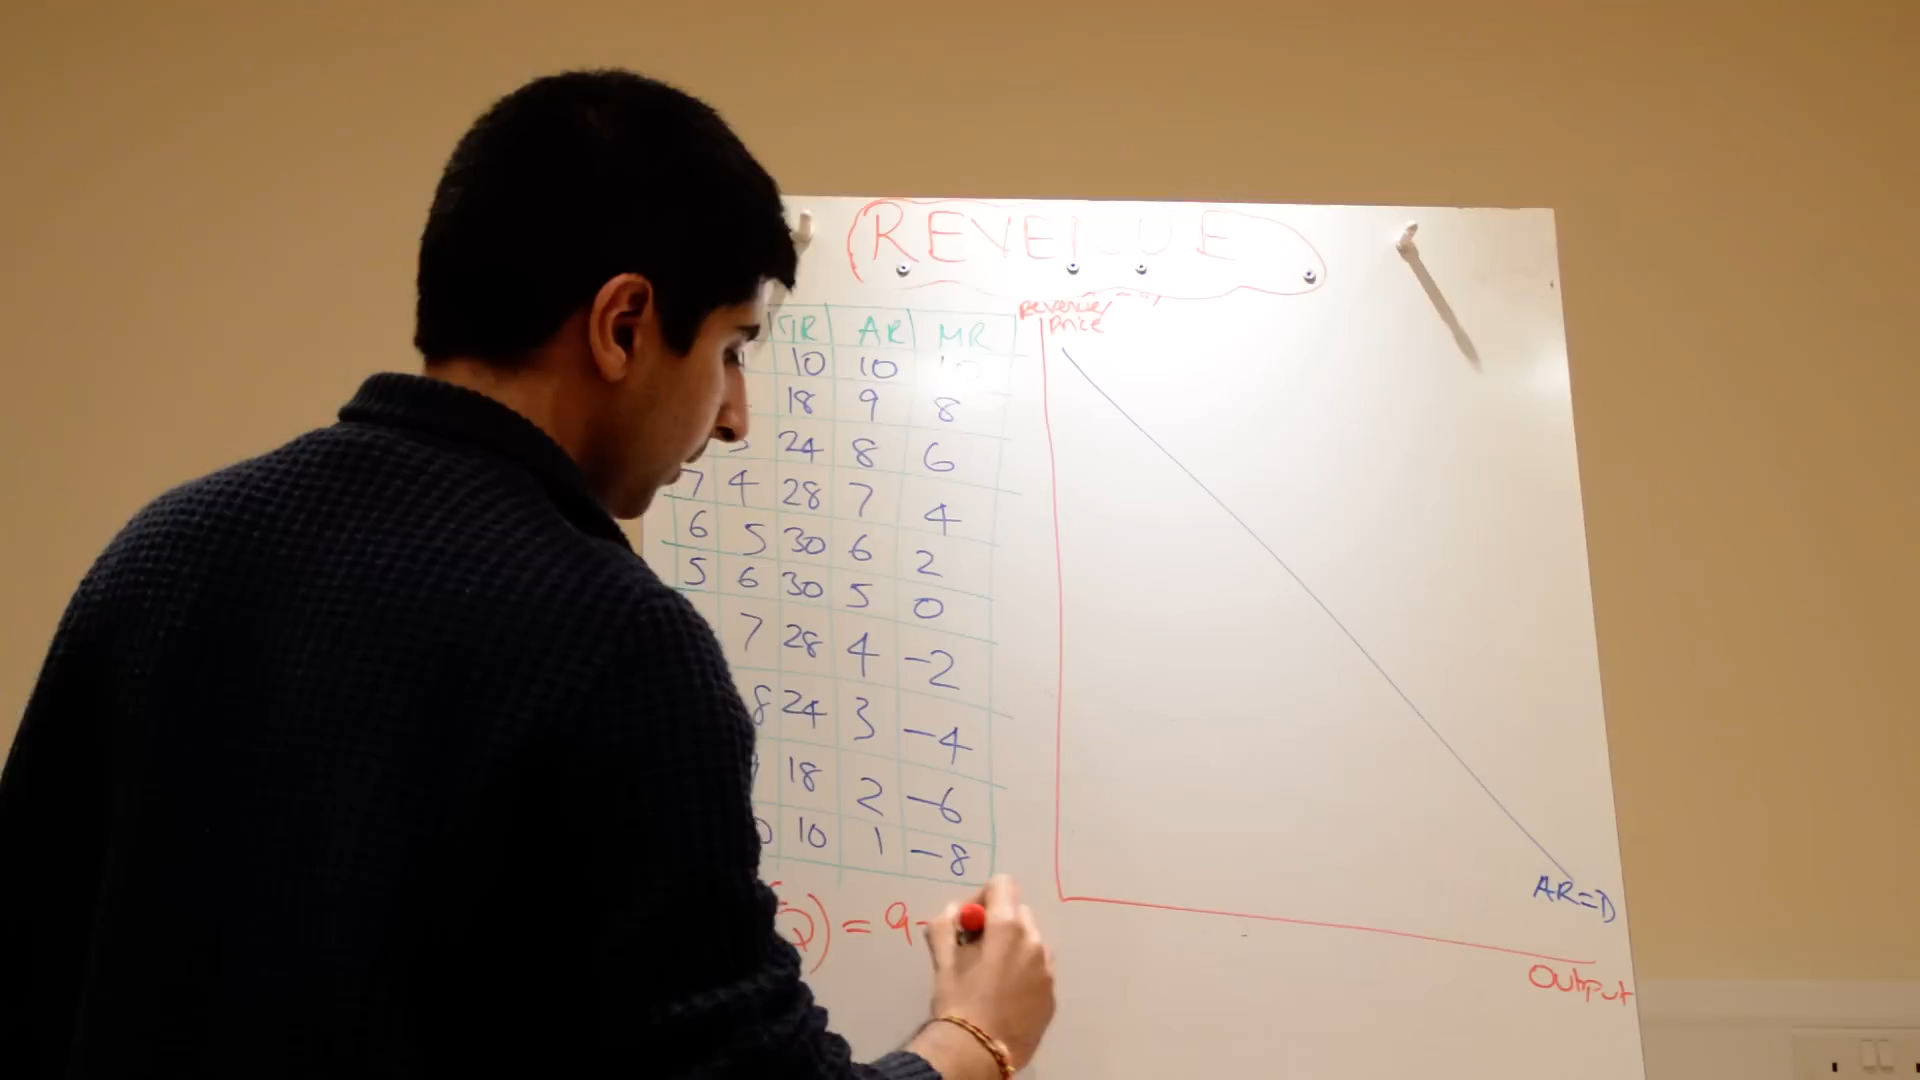 REVENUE
TR AR MR
10 10 10
18 9 8
24 8 6
7 4 28 7 4
6 5 30 6 2
5 6 30 5 0
7 28 4 -2
8 24 3 -4
18 2 -6
10 1 -8
Q) = a-
Revenue/
Price
AR=D
Output